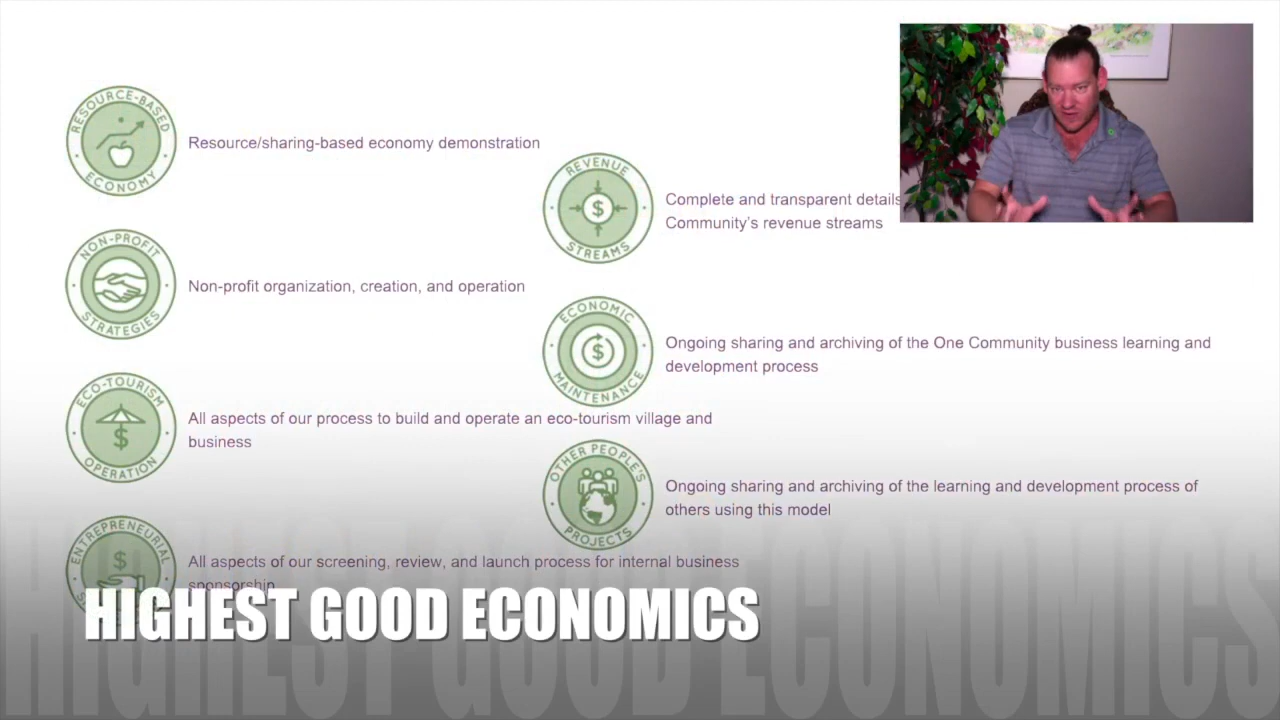 RESOURCE-BASED
ECONOMY
Resource/sharing-based economy demonstration
REVENUE
$
STREAMS
Complete and transparent details
Community's revenue streams
NON-PROFIT
STRATEGIES
Non-profit organization, creation, and operation
ECONOMIC
$
MAINTENANCE
Ongoing sharing and archiving of the One Community business learning and
development process
ECO-TOURISM
$
OPERATION
All aspects of our process to build and operate an eco-tourism village and
business
OTHER PEOPLE'S
PROJECTS
Ongoing sharing and archiving of the learning and development process of
others using this model
ENTREPRENEURIAL
$
All aspects of our screening, review, and launch process for internal business
sponsorship
HIGHEST GOOD ECONOMICS
HIGHEST GOOD ECONOMICS